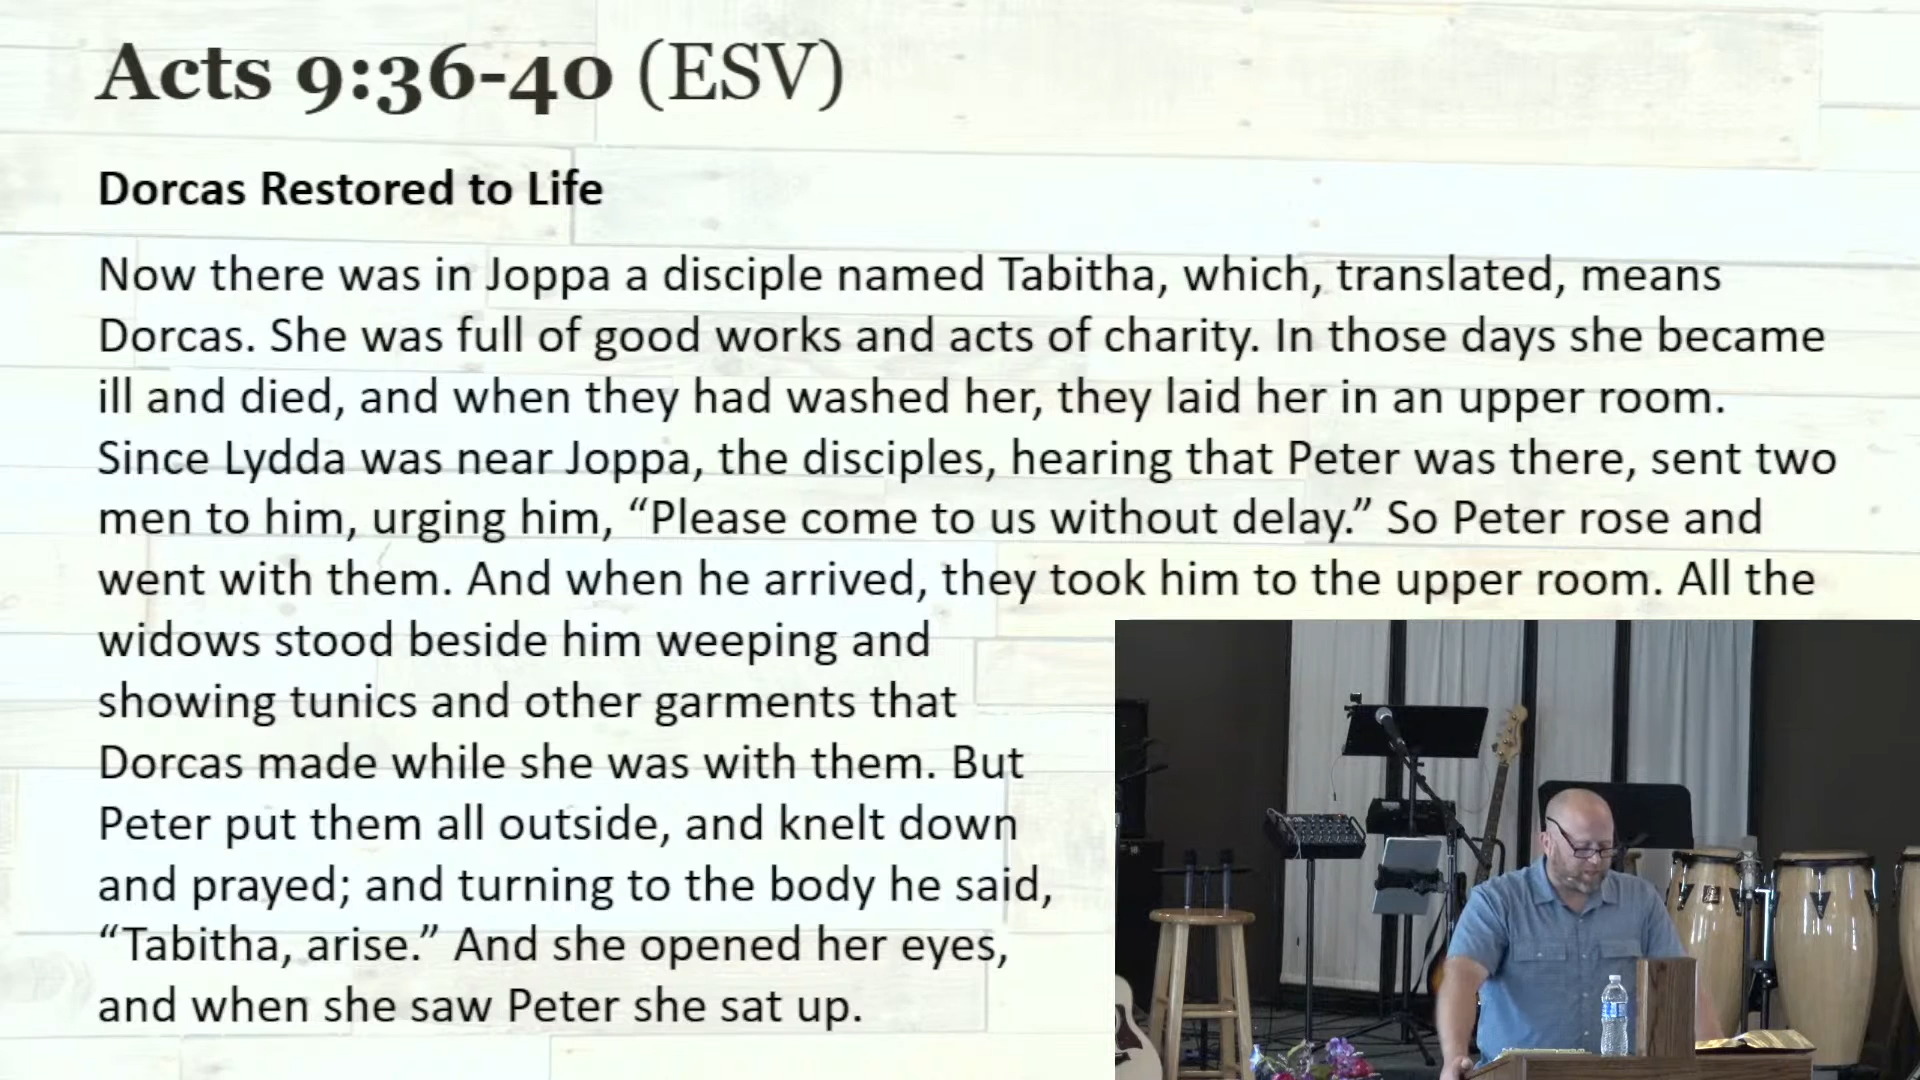 Acts 9:36-40 (ESV)
Dorcas Restored to Life
Now there was in Joppa a disciple named Tabitha, which, translated, means
Dorcas. She was full of good works and acts of charity. In those days she became
ill and died, and when they had washed her, they laid her in an upper room.
Since Lydda was near Joppa, the disciples, hearing that Peter was there, sent two
men to him, urging him, “Please come to us without delay.” So Peter rose and
went with them. And when he arrived, they took him to the upper room. All the
widows stood beside him weeping and
showing tunics and other garments that
Dorcas made while she was with them. But
Peter put them all outside, and knelt down
and prayed; and turning to the body he said,
“Tabitha, arise.” And she opened her eyes,
and when she saw Peter she sat up.